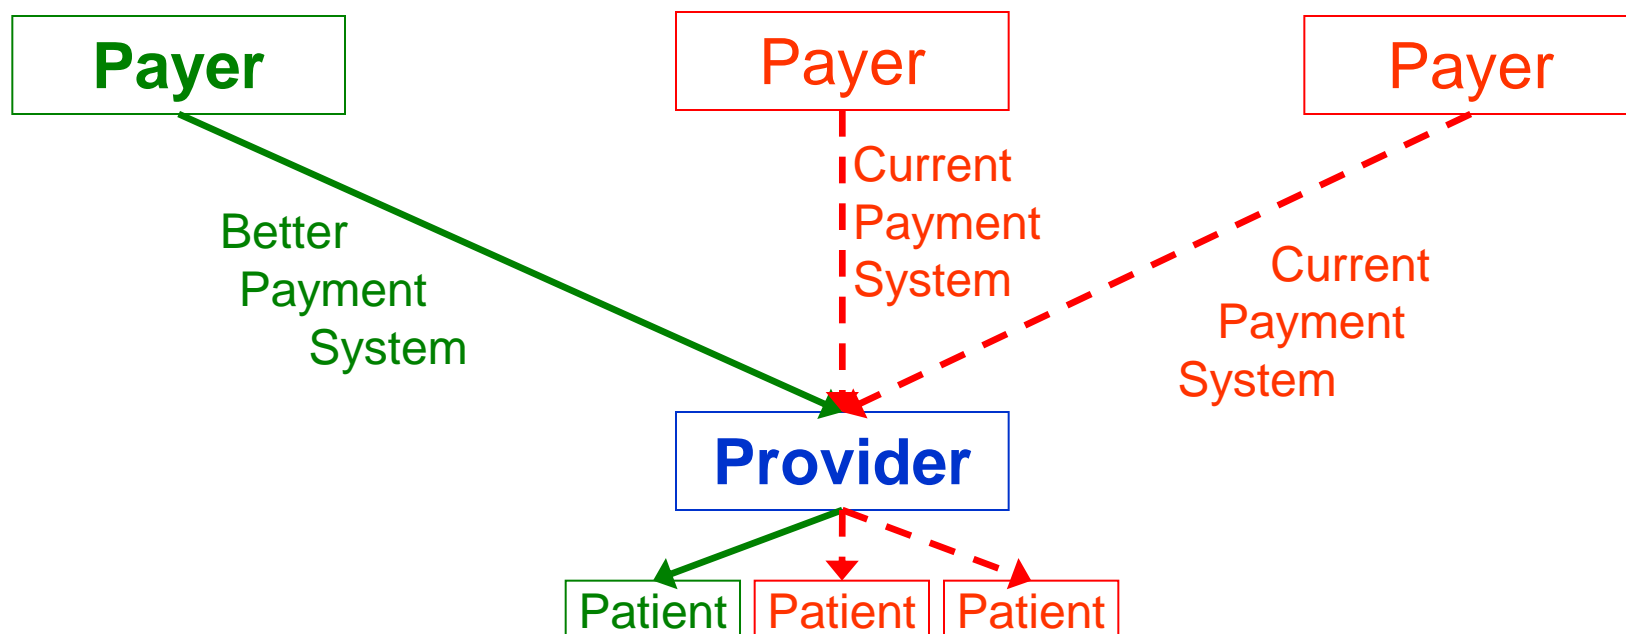 Payer
Payer
Payer
Better
Payment
System
Current
Payment
System
Current
Payment
System
Provider
Patient
Patient
Patient